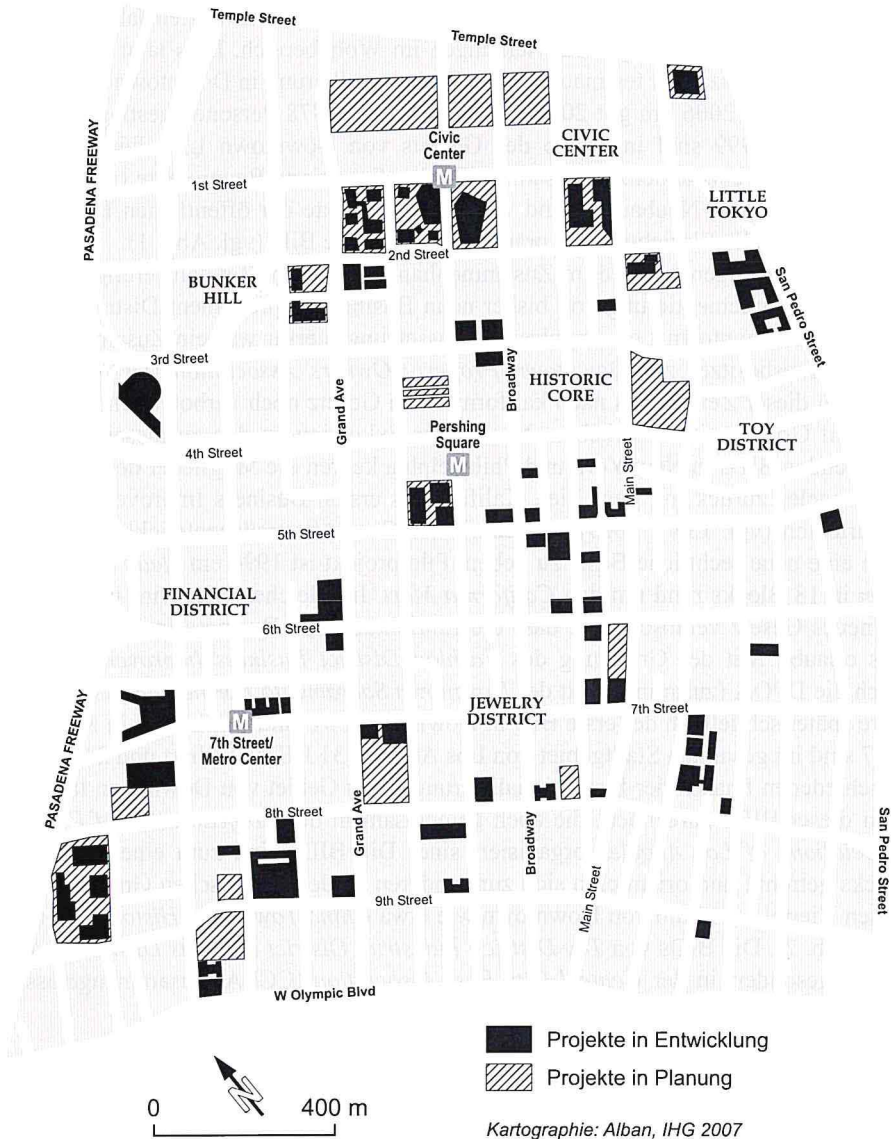 Temple Street
Temple Street
PASADENA FREEWAY
Civic
Center
M
CIVIC
CENTER
1st Street
LITTLE
TOKYO
2nd Street
BUNKER
HILL
San Pedro Street
3rd Street
Grand Ave
Broadway
HISTORIC
CORE
Pershing
Square
M
TOY
DISTRICT
4th Street
Main Street
5th Street
FINANCIAL
DISTRICT
6th Street
JEWELRY
DISTRICT
7th Street
M
7th Street/
Metro Center
PASADENA FREEWAY
8th Street
Grand Ave
Broadway
Main Street
San Pedro Street
9th Street
W Olympic Blvd
Projekte in Entwicklung
Projekte in Planung
N
0 400 m
Kartographie: Alban, IHG 2007